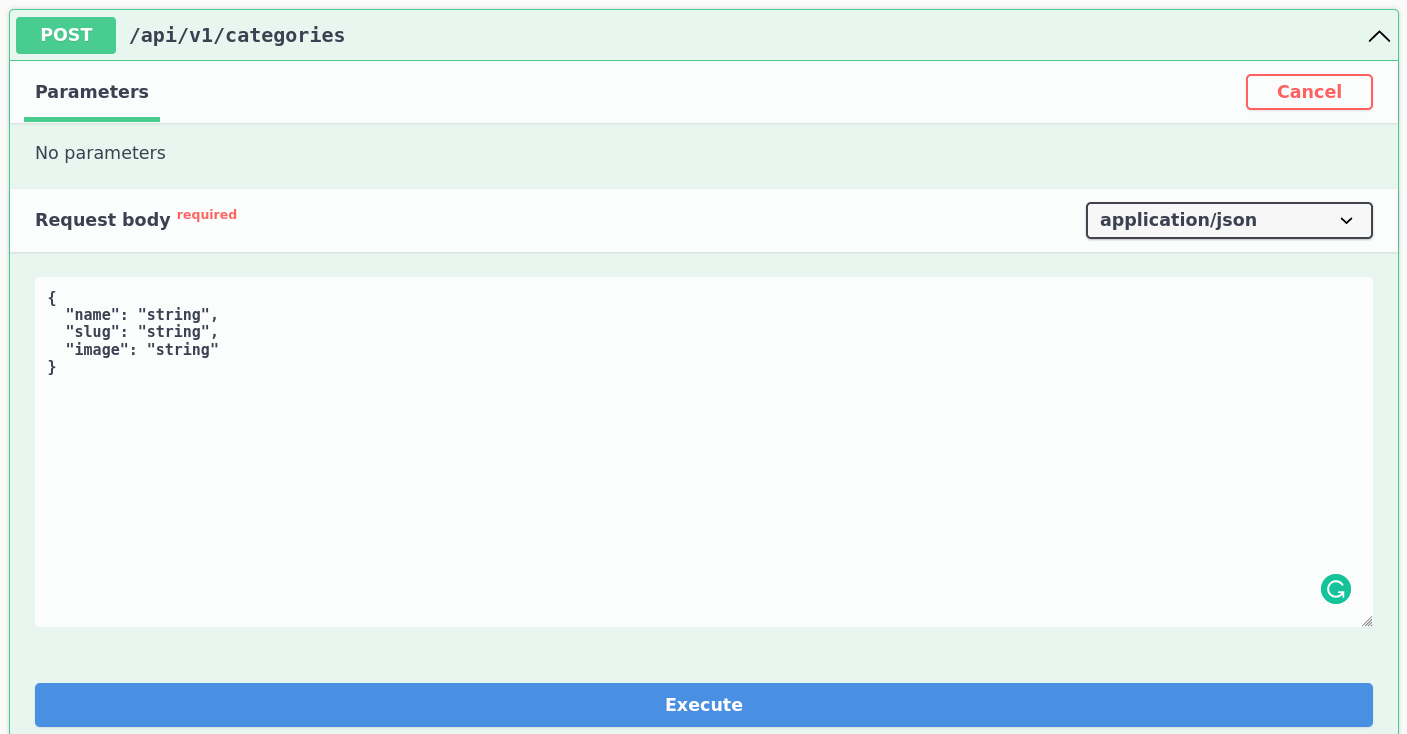 POST /api/v1/categories
Parameters
Cancel
No parameters
Request body required
application/json
{
  "name": "string",
  "slug": "string",
  "image": "string"
}
Execute